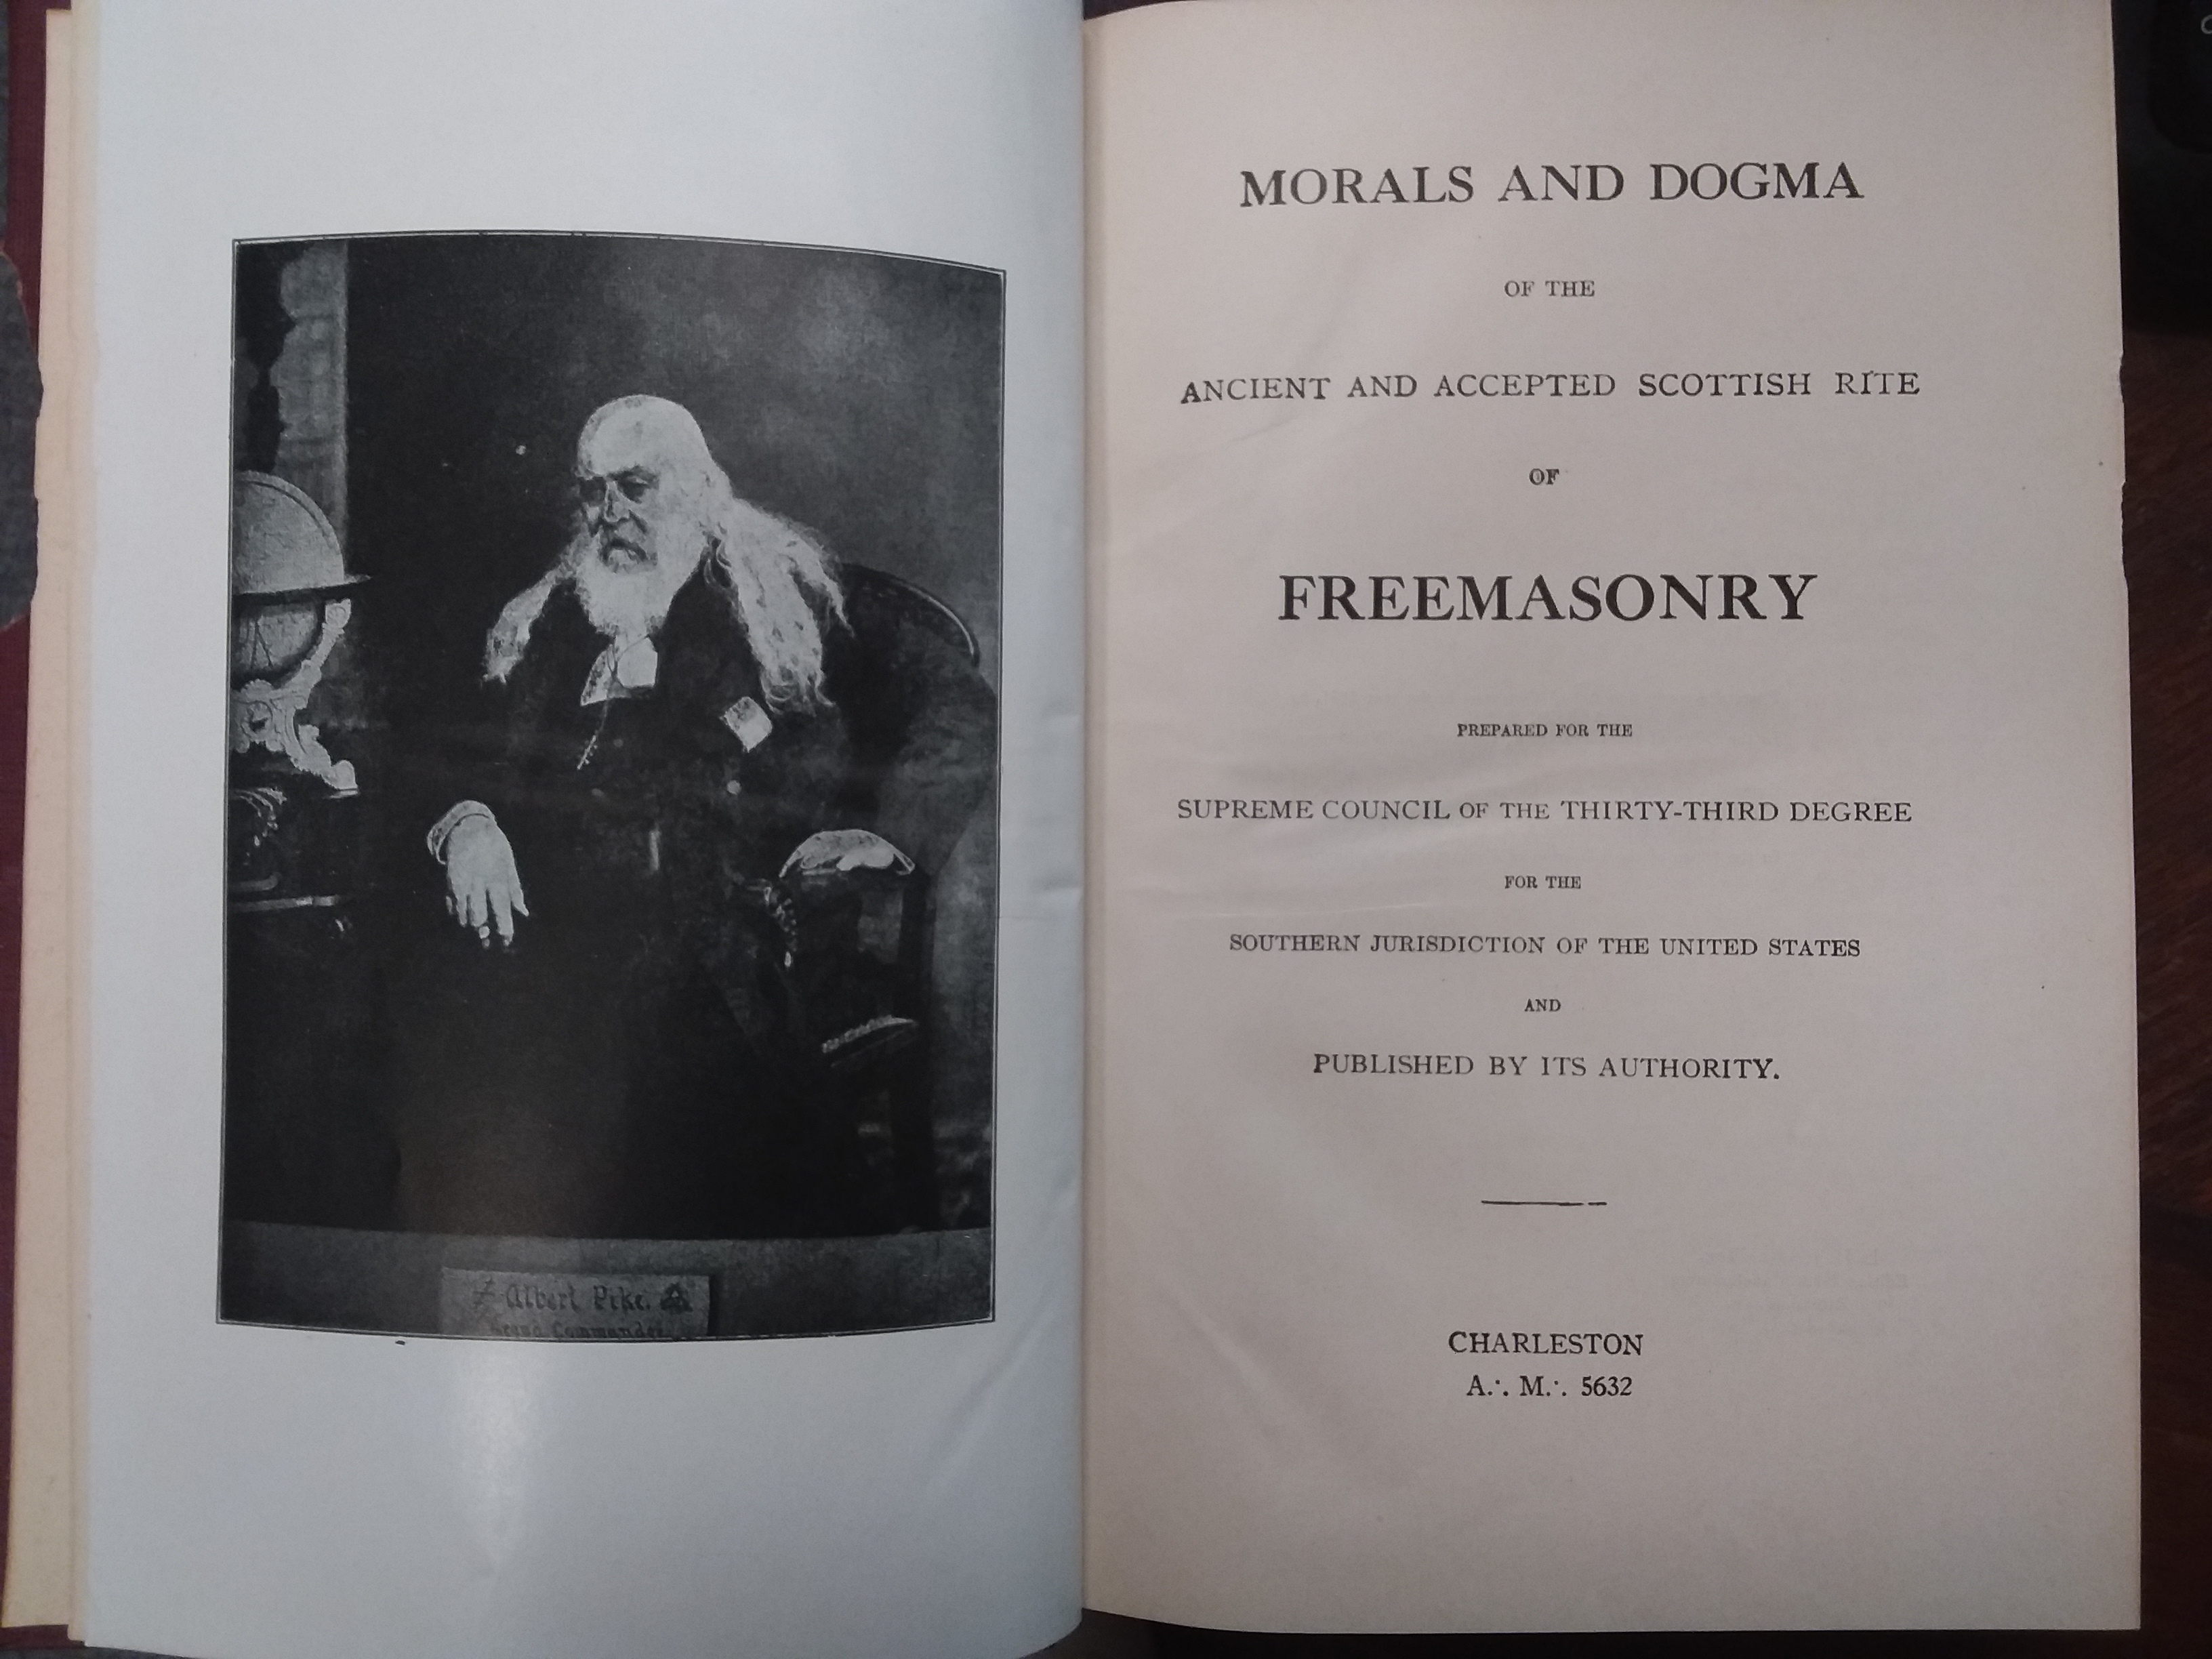 Albert Pike.
Commander
MORALS AND DOGMA
OF THE
ANCIENT AND ACCEPTED SCOTTISH RITE
OF
FREEMASONRY
PREPARED FOR THE
SUPREME COUNCIL OF THE THIRTY-THIRD DEGREE
FOR THE
SOUTHERN JURISDICTION OF THE UNITED STATES
AND
PUBLISHED BY ITS AUTHORITY.
CHARLESTON
A∴ M∴ 5632